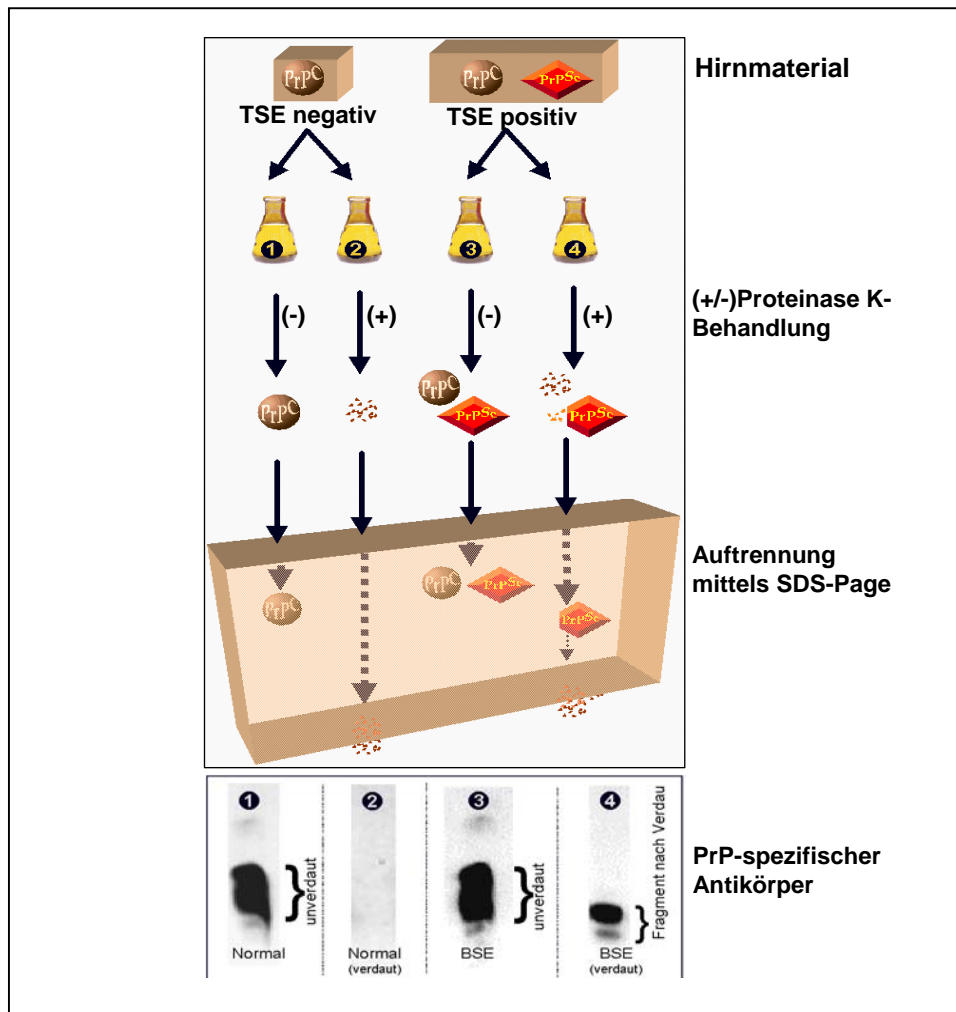 PrPC
PrPSc
PrPC
Hirnmaterial
TSE negativ
TSE positiv
1
2
3
4
(-)
(+)
(-)
(+)
(+/-)Proteinase K-
Behandlung
PrPC
PrPC
PrPSc
PrPSc
Auftrennung
mittels SDS-Page
PrPC
PrPC
PrPSc
PrPSc
1
2
3
4
unverdaut
unverdaut
Fragment nach Verdau
PrP-spezifischer
Antikörper
Normal
Normal
(verdaut)
BSE
BSE
(verdaut)